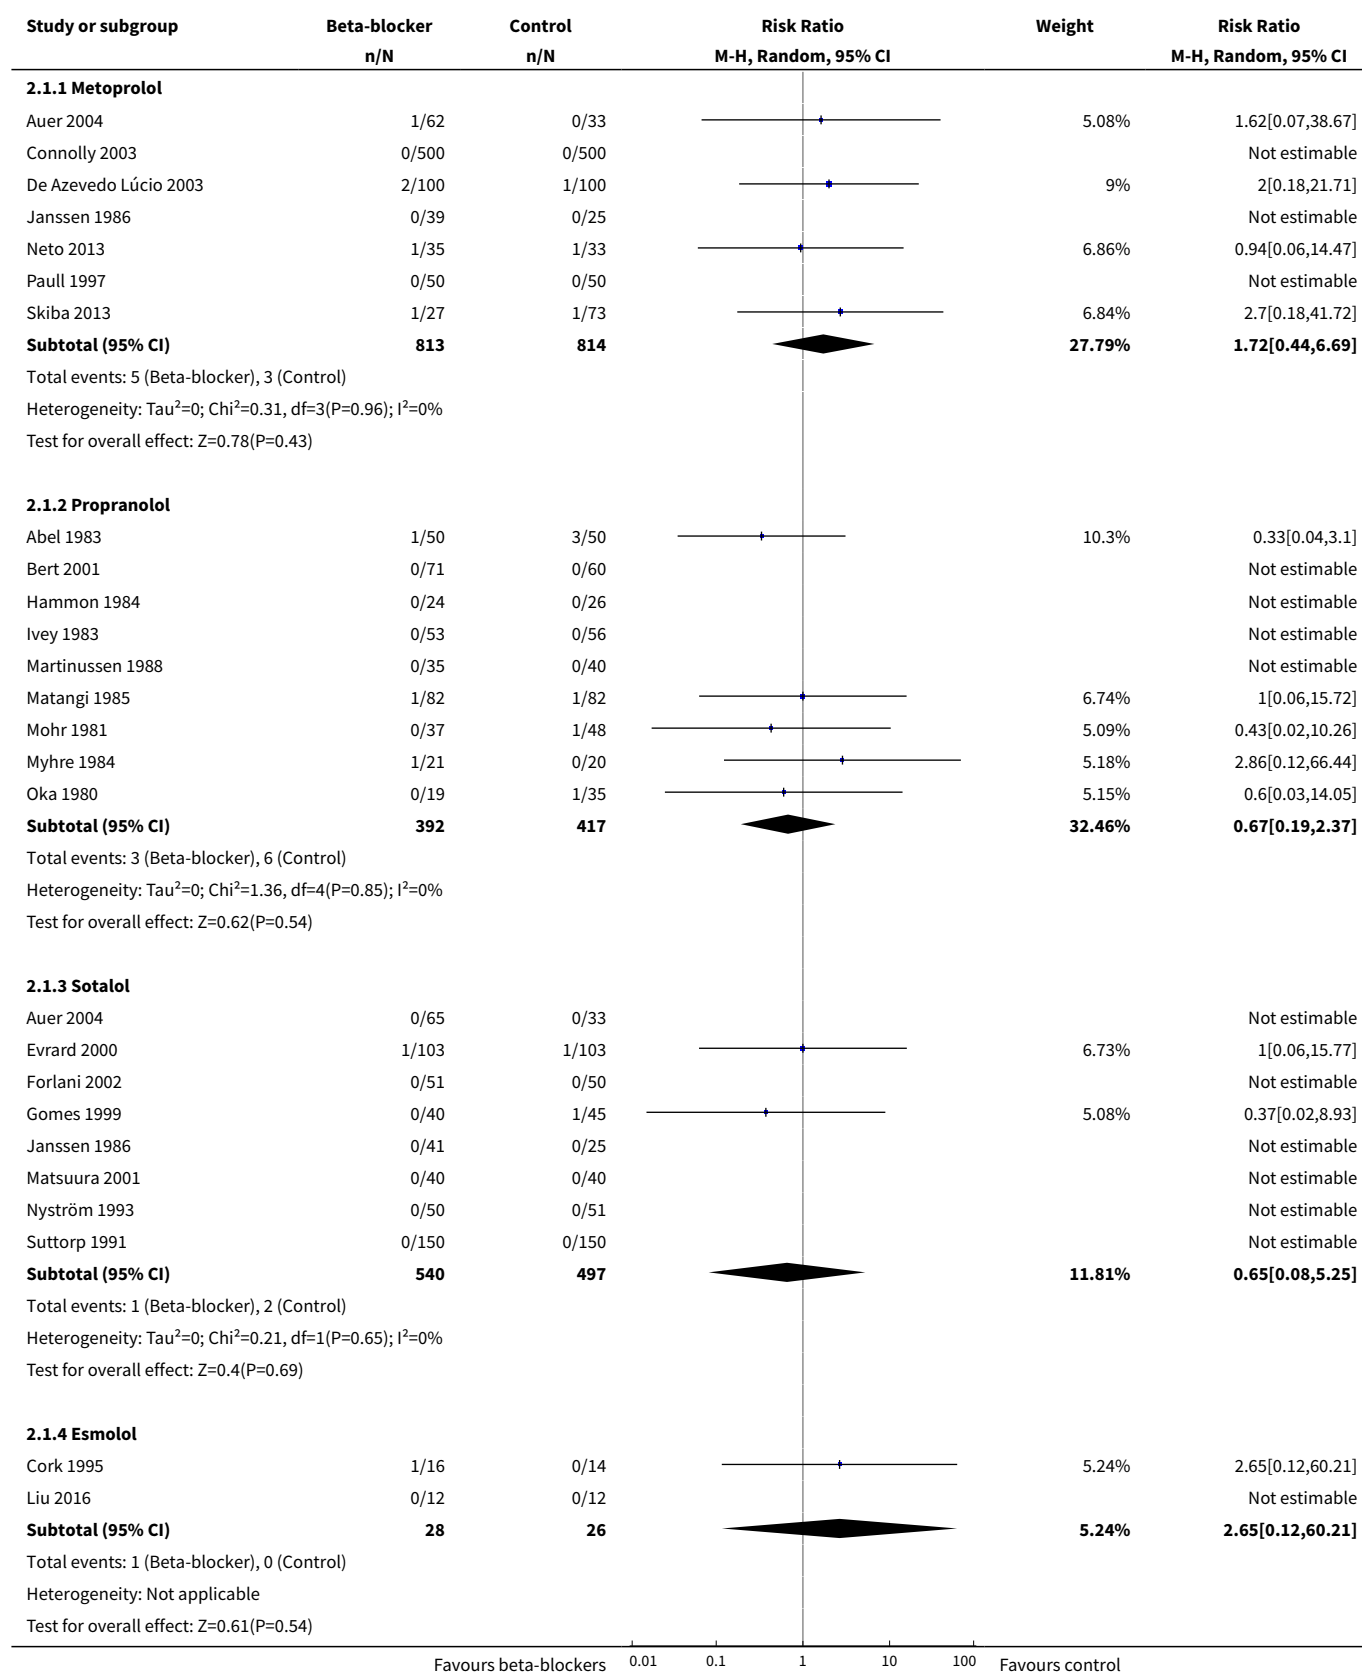 Study or subgroup Beta-blocker Control Risk Ratio Weight Risk Ratio
n/N n/N M-H, Random, 95% CI M-H, Random, 95% CI
2.1.1 Metoprolol
Auer 2004 1/62 0/33 5.08% 1.62[0.07,38.67]
Connolly 2003 0/500 0/500 Not estimable
De Azevedo Lúcio 2003 2/100 1/100 9% 2[0.18,21.71]
Janssen 1986 0/39 0/25 Not estimable
Neto 2013 1/35 1/33 6.86% 0.94[0.06,14.47]
Paull 1997 0/50 0/50 Not estimable
Skiba 2013 1/27 1/73 6.84% 2.7[0.18,41.72]
Subtotal (95% CI) 813 814 27.79% 1.72[0.44,6.69]
Total events: 5 (Beta-blocker), 3 (Control)
Heterogeneity: Tau²=0; Chi²=0.31, df=3(P=0.96); I²=0%
Test for overall effect: Z=0.78(P=0.43)
2.1.2 Propranolol
Abel 1983 1/50 3/50 10.3% 0.33[0.04,3.1]
Bert 2001 0/71 0/60 Not estimable
Hammon 1984 0/24 0/26 Not estimable
Ivey 1983 0/53 0/56 Not estimable
Martinussen 1988 0/35 0/40 Not estimable
Matangi 1985 1/82 1/82 6.74% 1[0.06,15.72]
Mohr 1981 0/37 1/48 5.09% 0.43[0.02,10.26]
Myhre 1984 1/21 0/20 5.18% 2.86[0.12,66.44]
Oka 1980 0/19 1/35 5.15% 0.6[0.03,14.05]
Subtotal (95% CI) 392 417 32.46% 0.67[0.19,2.37]
Total events: 3 (Beta-blocker), 6 (Control)
Heterogeneity: Tau²=0; Chi²=1.36, df=4(P=0.85); I²=0%
Test for overall effect: Z=0.62(P=0.54)
2.1.3 Sotalol
Auer 2004 0/65 0/33 Not estimable
Evrard 2000 1/103 1/103 6.73% 1[0.06,15.77]
Forlani 2002 0/51 0/50 Not estimable
Gomes 1999 0/40 1/45 5.08% 0.37[0.02,8.93]
Janssen 1986 0/41 0/25 Not estimable
Matsuura 2001 0/40 0/40 Not estimable
Nyström 1993 0/50 0/51 Not estimable
Suttorp 1991 0/150 0/150 Not estimable
Subtotal (95% CI) 540 497 11.81% 0.65[0.08,5.25]
Total events: 1 (Beta-blocker), 2 (Control)
Heterogeneity: Tau²=0; Chi²=0.21, df=1(P=0.65); I²=0%
Test for overall effect: Z=0.4(P=0.69)
2.1.4 Esmolol
Cork 1995 1/16 0/14 5.24% 2.65[0.12,60.21]
Liu 2016 0/12 0/12 Not estimable
Subtotal (95% CI) 28 26 5.24% 2.65[0.12,60.21]
Total events: 1 (Beta-blocker), 0 (Control)
Heterogeneity: Not applicable
Test for overall effect: Z=0.61(P=0.54)
Favours beta-blockers 0.01 0.1 1 10 100 Favours control